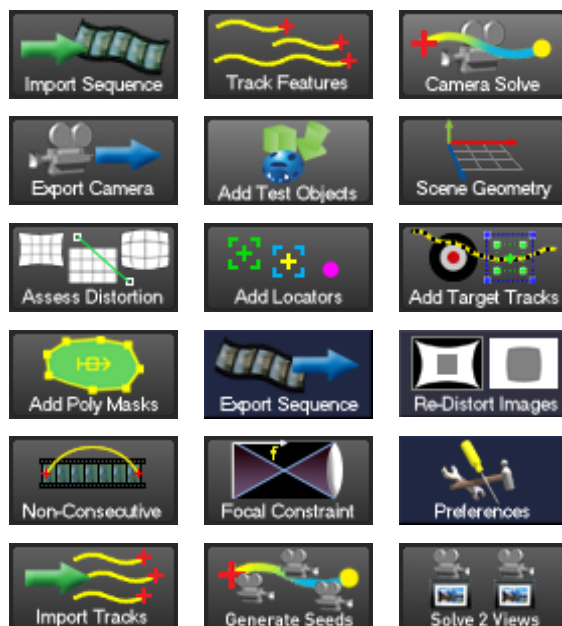 Import Sequence
Track Features
Camera Solve
Export Camera
Add Test Objects
Scene Geometry
Assess Distortion
Add Locators
Add Target Tracks
Add Poly Masks
Export Sequence
Re-Distort Images
Non-Consecutive
f
Focal Constraint
Preferences
Import Tracks
Generate Seeds
Solve 2 Views